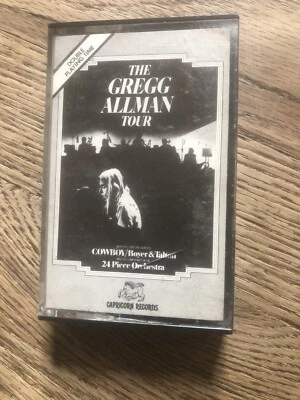 DOUBLE
PLAYING TIME
THE
GREGG
ALLMAN
TOUR
COWBOY/Boyer & Talton
24 Piece Orchestra
CAPRICORN RECORDS